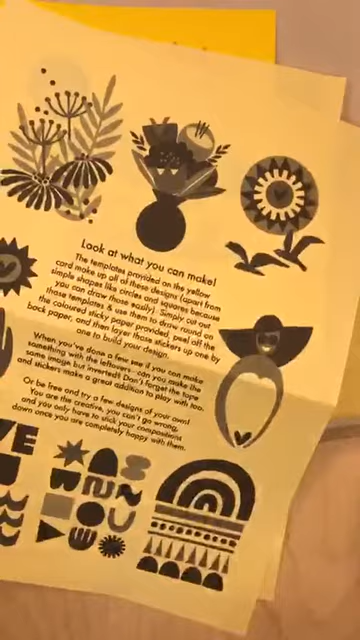 Look at what you can make!
The templates provided on the yellow
card make up all of these designs (apart from
simple shapes like circles and squares because
you can draw those easily). Simply cut out
those templates & use them to draw round on
the coloured sticky paper provided, peel off the
back paper, and then layer those stickers up one by
one to build your design.
When you've done a few see if you can make
something with the leftovers... can you make the
same image but inverted? Don't forget the tape
and stickers make a great addition to play with too.
Or be free and try a few designs of your own!
You are the creative, you can't go wrong,
and you only have to stick your compositions
down once you are completely happy with them.
VE